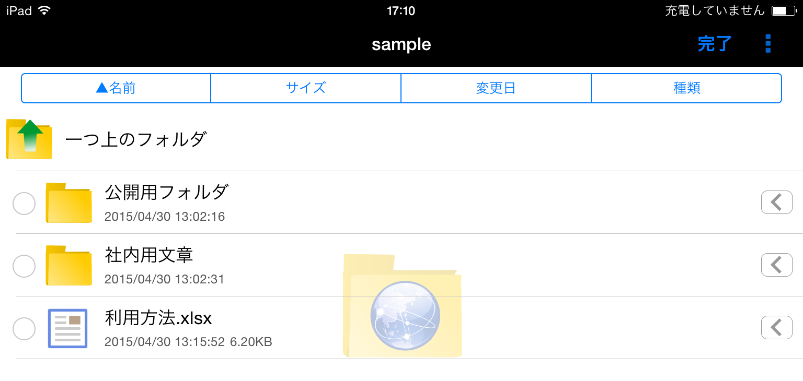 iPad 17:10 充電していません
sample 完了
▲名前 サイズ 変更日 種類
一つ上のフォルダ
公開用フォルダ
2015/04/30 13:02:16
社内用文章
2015/04/30 13:02:31
利用方法.xlsx
2015/04/30 13:15:52 6.20KB